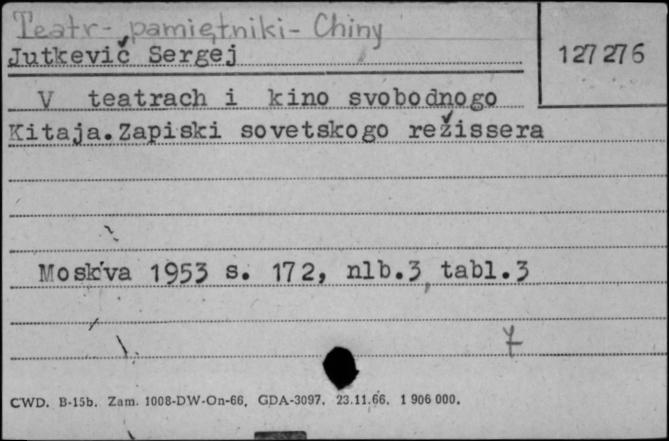 Teatr - pamiętniki - Chiny
Jutkevič Sergej
127276
V teatrach i kino svobodnogo
Kitaja.Zapiski sovetskogo režissera
Moskva 1953 s. 172, nlb.3, tabl.3
7
CWD. B-15b. Zam. 1008-DW-On-66, GDA-3097. 23.11.66. 1 906 000.